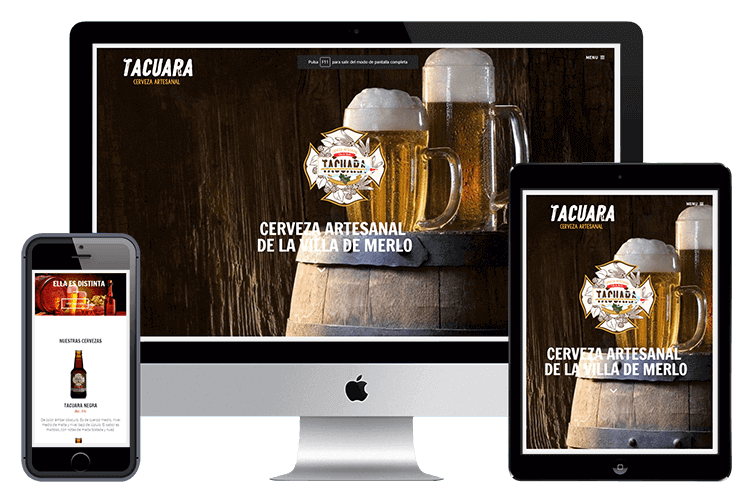 TACUARA
CERVEZA ARTESANAL
Pulsa F11 para salir del modo de pantalla completa
MENU
TACUARA
CERVEZA ARTESANAL
DE LA VILLA DE MERLO
TACUARA
CERVEZA ARTESANAL
MENU
TACUARA
CERVEZA ARTESANAL
DE LA VILLA DE MERLO
ELLA ES DISTINTA
NUESTRAS CERVEZAS
TACUARA NEGRA